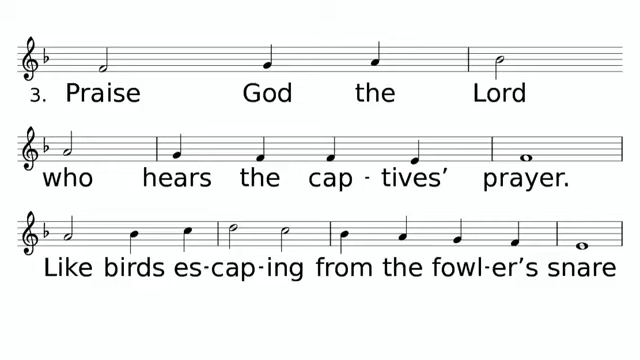 3. Praise God the Lord
who hears the cap - tives’ prayer.
Like birds es-cap-ing from the fowl-er’s snare